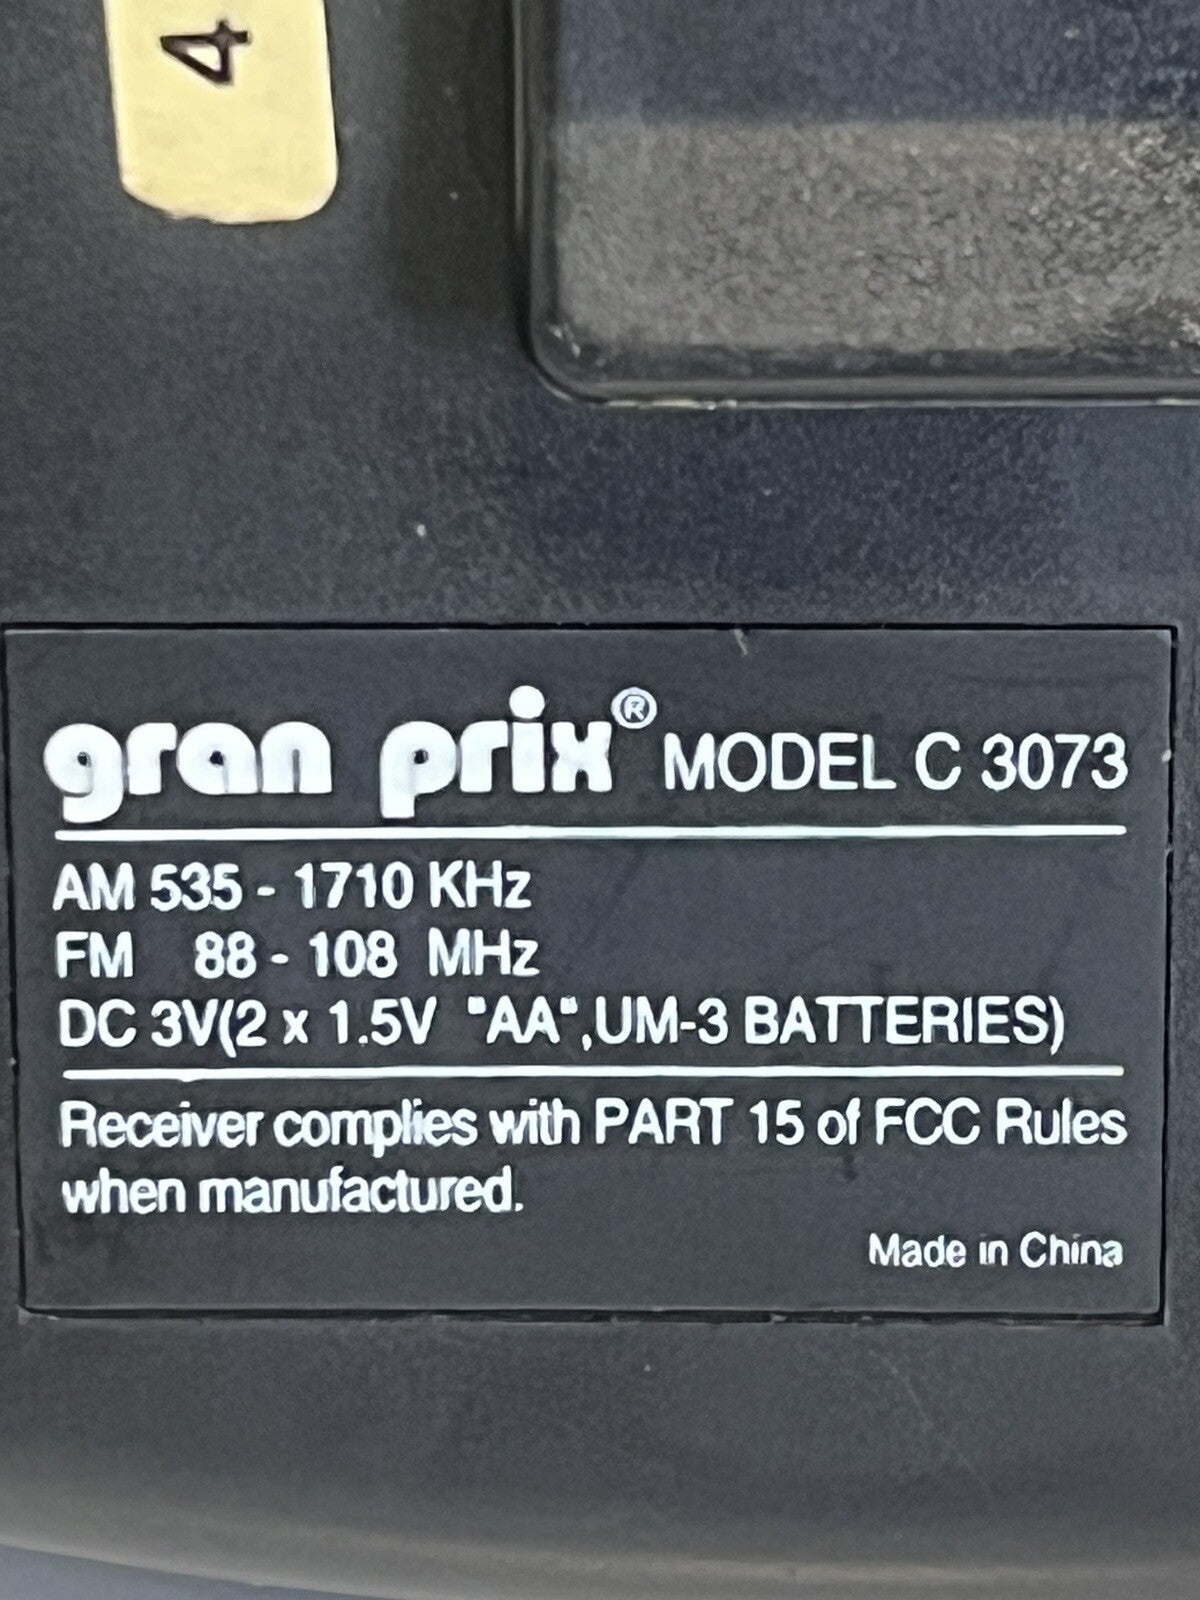 4
gran prix® MODEL C 3073
AM 535 - 1710 KHz
FM 88 - 108 MHz
DC 3V(2 x 1.5V "AA",UM-3 BATTERIES)
Receiver complies with PART 15 of FCC Rules
when manufactured.
Made in China